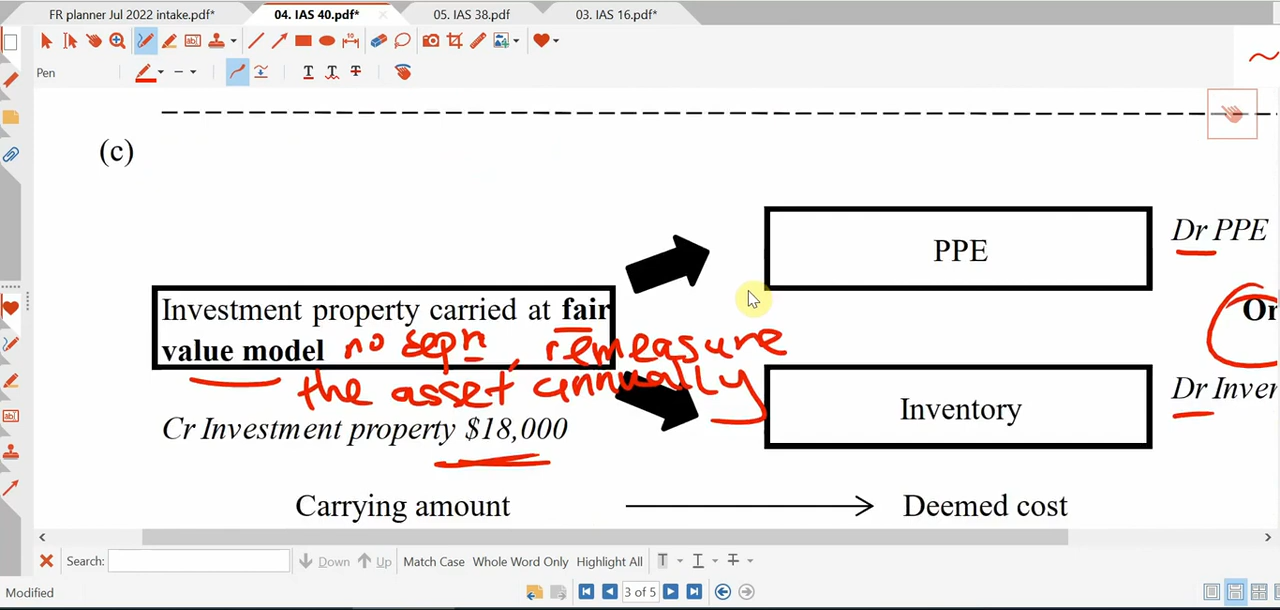 FR planner Jul 2022 intake.pdf*
04. IAS 40.pdf*
05. IAS 38.pdf
03. IAS 16.pdf*
Pen
(c)
PPE
Dr PPE
Investment property carried at fair
value model no sepn, remeasure
the asset annually
Or
Inventory
Dr Inven
Cr Investment property $18,000
Carrying amount
Deemed cost
Search:
Down
Up
Match Case
Whole Word Only
Highlight All
T
T
T
Modified
3 of 5